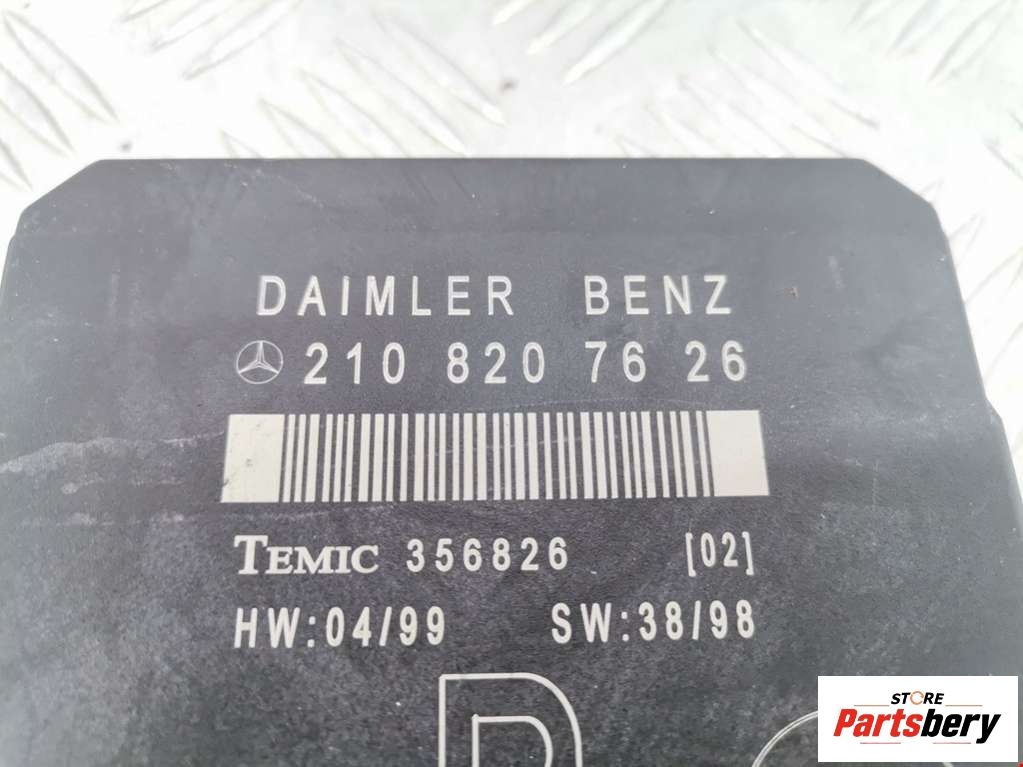 DAIMLER BENZ
210 820 76 26
TEMIC 356826 [02]
HW:04/99 SW:38/98
STORE
Partsbery